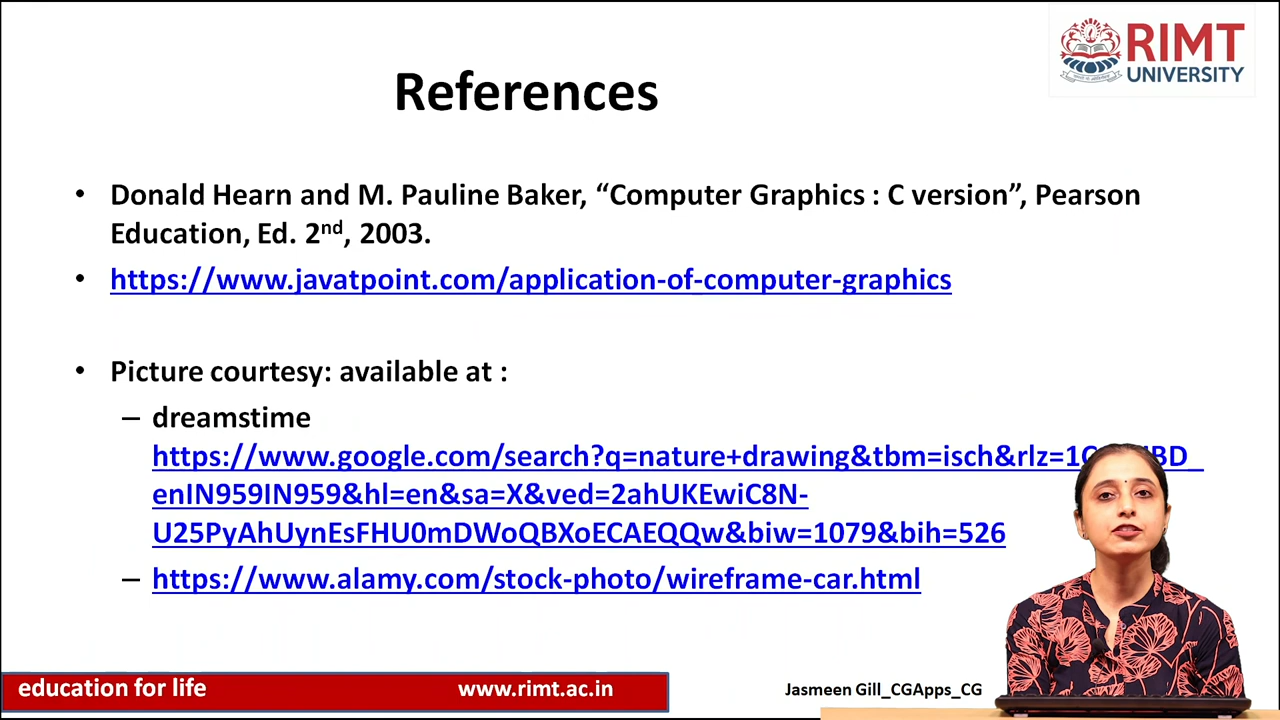 RIMT
UNIVERSITY
References
• Donald Hearn and M. Pauline Baker, “Computer Graphics : C version”, Pearson
Education, Ed. 2nd, 2003.
• https://www.javatpoint.com/application-of-computer-graphics
• Picture courtesy: available at :
– dreamstime
https://www.google.com/search?q=nature+drawing&tbm=isch&rlz=1
enIN959IN959&hl=en&sa=X&ved=2ahUKEwiC8N-
U25PyAhUynEsFHU0mDWoQBXoECAEQQw&biw=1079&bih=526
– https://www.alamy.com/stock-photo/wireframe-car.html
education for life www.rimt.ac.in Jasmeen Gill_CGApps_CG